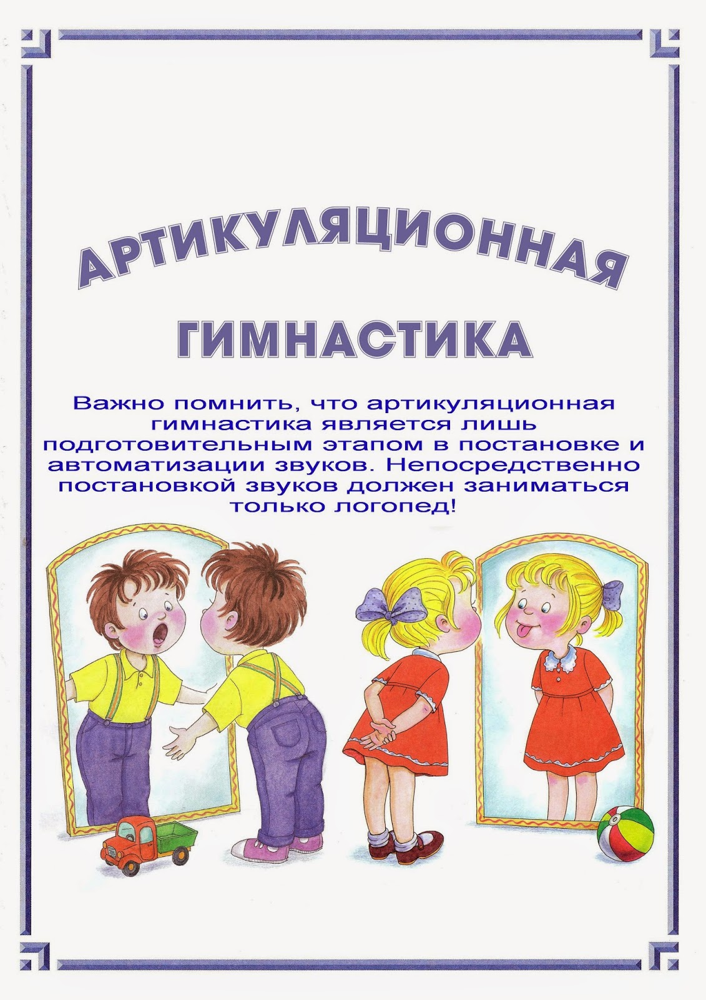 АРТИКУЛЯЦИОННАЯ
ГИМНАСТИКА
Важно помнить, что артикуляционная
гимнастика является лишь
подготовительным этапом в постановке и
автоматизации звуков. Непосредственно
постановкой звуков должен заниматься
только логопед!